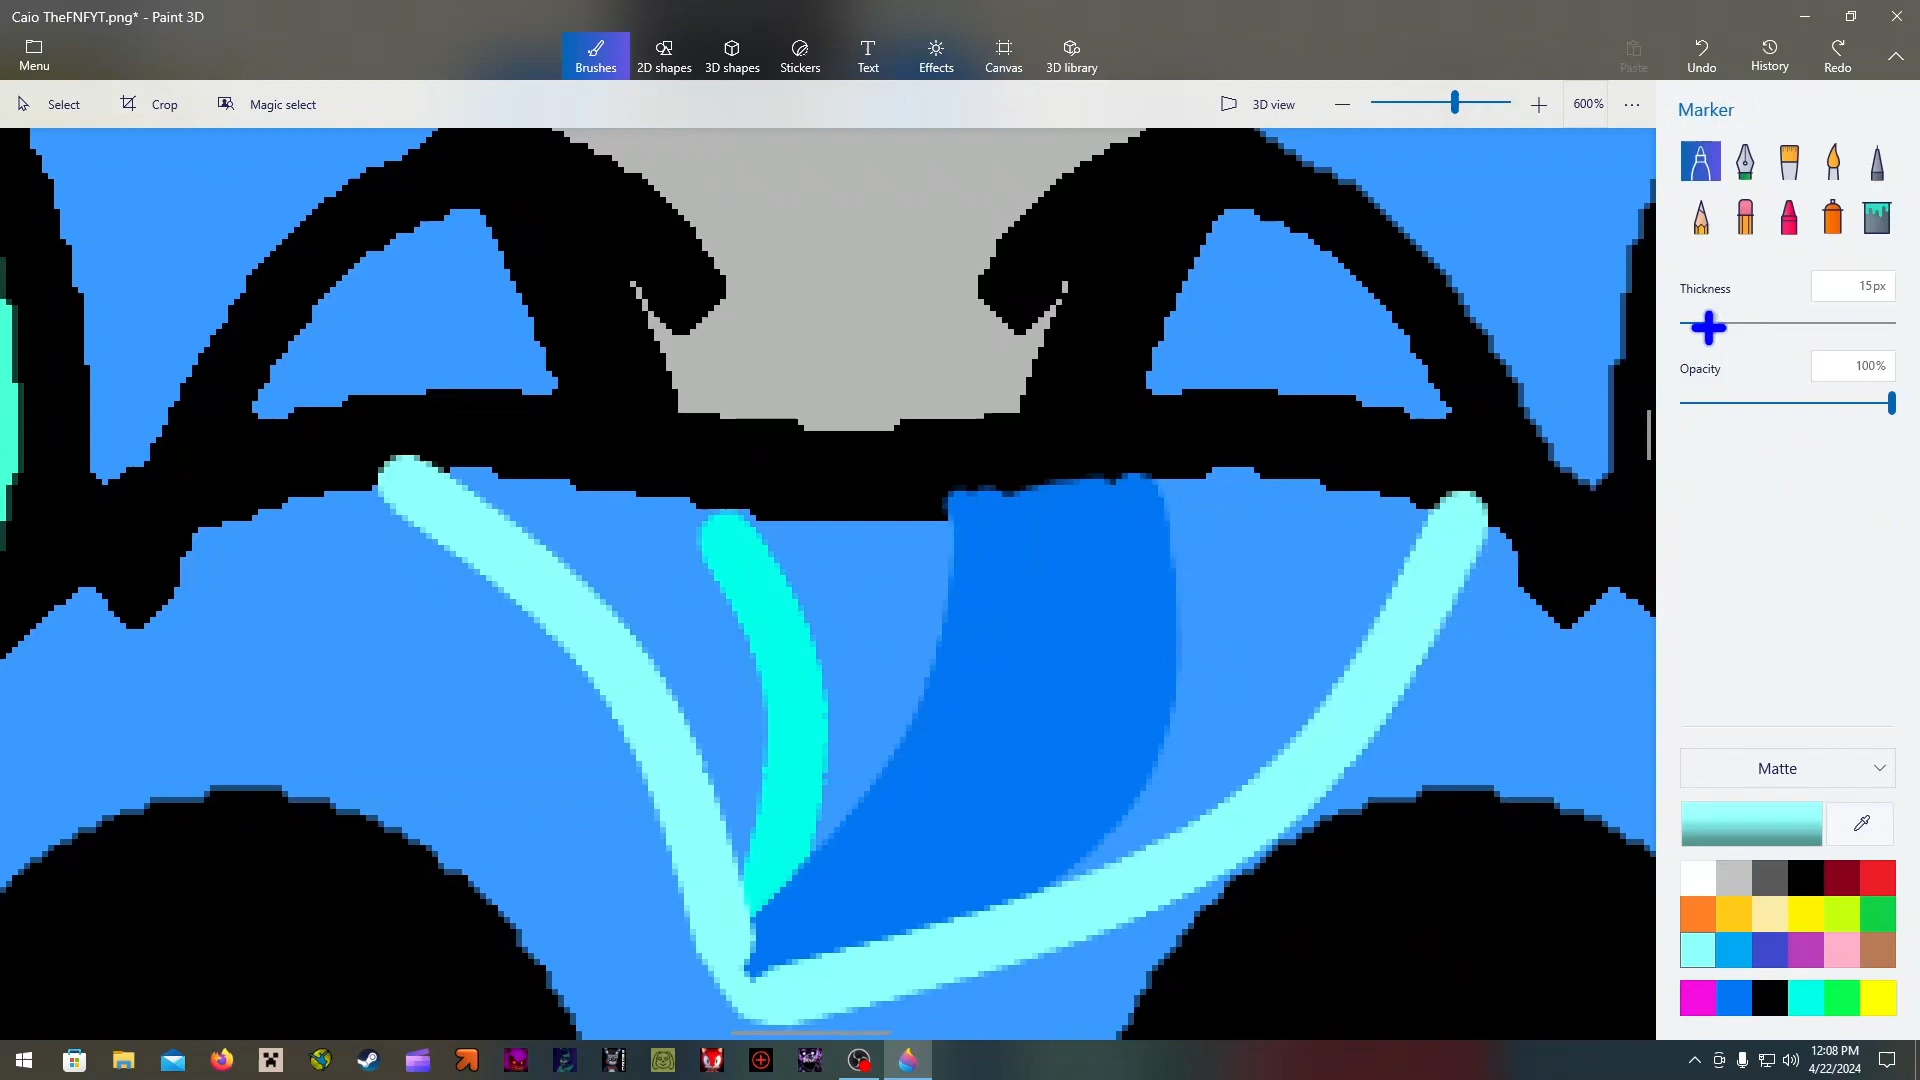 Caio TheFNFYT.png* - Paint 3D
Menu
Brushes
2D shapes
3D shapes
Stickers
Text
Effects
Canvas
3D library
Paste
Undo
History
Redo
Select
Crop
Magic select
3D view
600%
Marker
Thickness
15px
Opacity
100%
Matte
12:08 PM
4/22/2024